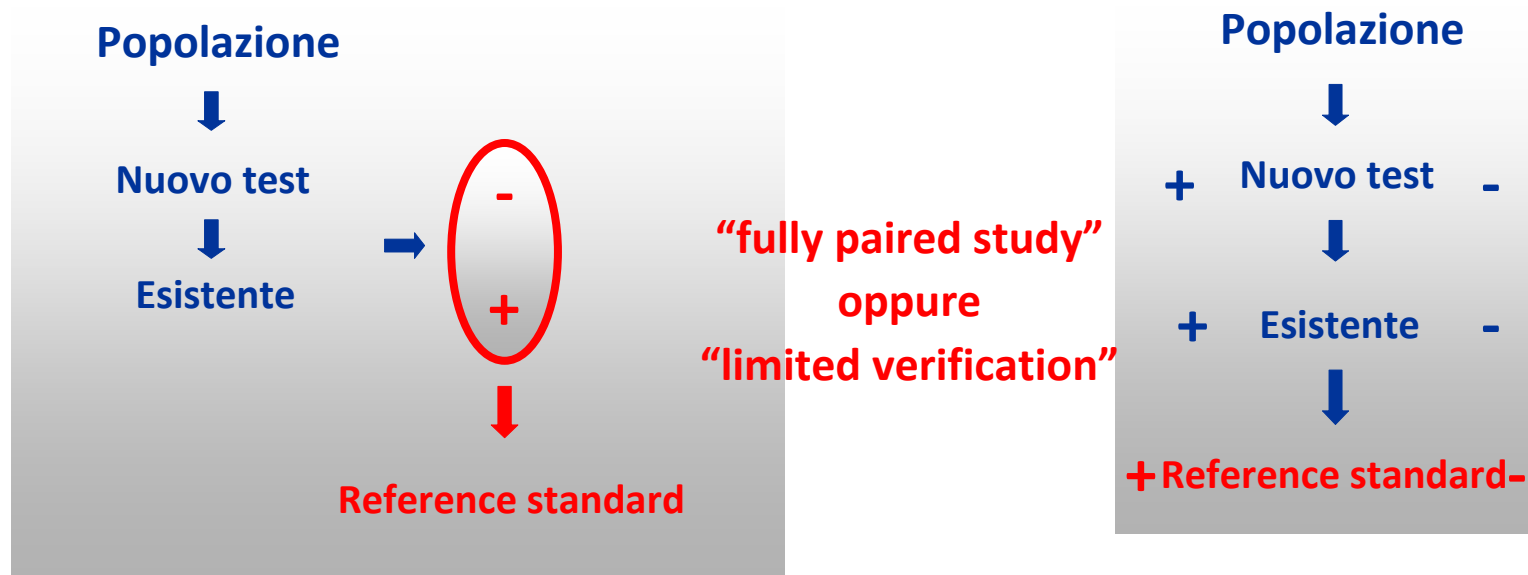 Popolazione
Nuovo test
Esistente
-
+
Reference standard
“fully paired study”
oppure
“limited verification”
Popolazione
+ Nuovo test -
+ Esistente -
+ Reference standard -